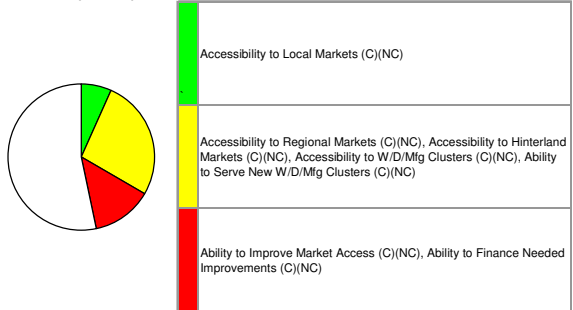 Accessibility to Local Markets (C)(NC)
Accessibility to Regional Markets (C)(NC), Accessibility to Hinterland
Markets (C)(NC), Accessibility to W/D/Mfg Clusters (C)(NC), Ability
to Serve New W/D/Mfg Clusters (C)(NC)
Ability to Improve Market Access (C)(NC), Ability to Finance Needed
Improvements (C)(NC)